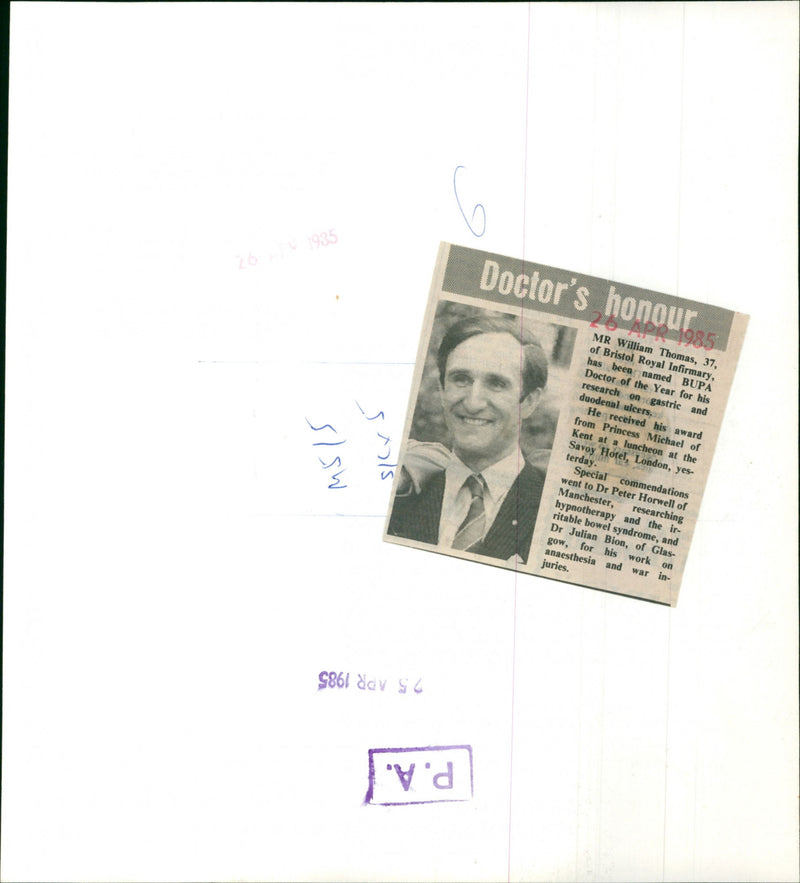 6
26 APR 1985
Doctor's honour
26 APR 1985
MR William Thomas, 37,
of Bristol Royal Infirmary,
has been named BUPA
Doctor of the Year for his
research on gastric and
duodenal ulcers.
He received his award
from Princess Michael of
Kent at a luncheon at the
Savoy Hotel, London, yes-
terday.
Special commendations
went to Dr Peter Horwell of
Manchester, researching
hypnotherapy and the ir-
ritable bowel syndrome, and
Dr Julian Bion, of Glas-
gow, for his work on
anaesthesia and war in-
juries.
25 APR 1985
P.A.